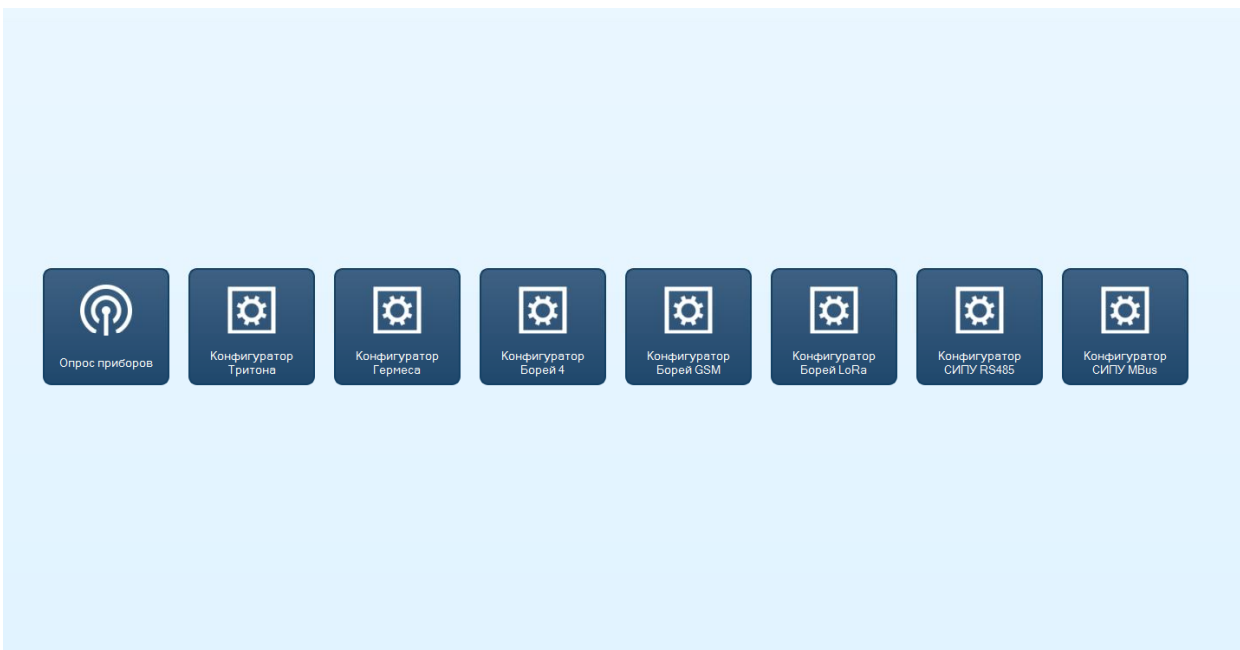 Опрос приборов
Конфигуратор
Тритона
Конфигуратор
Гермеса
Конфигуратор
Борей 4
Конфигуратор
Борей GSM
Конфигуратор
Борей LoRa
Конфигуратор
СИПУ RS485
Конфигуратор
СИПУ MBus